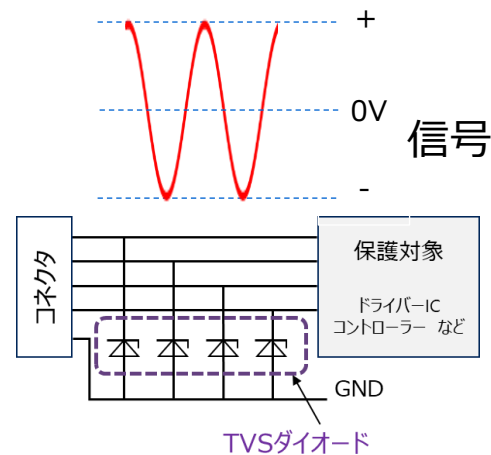 +
0V
信号
-
コネクタ
保護対象
ドライバーIC
コントローラー など
GND
TVSダイオード